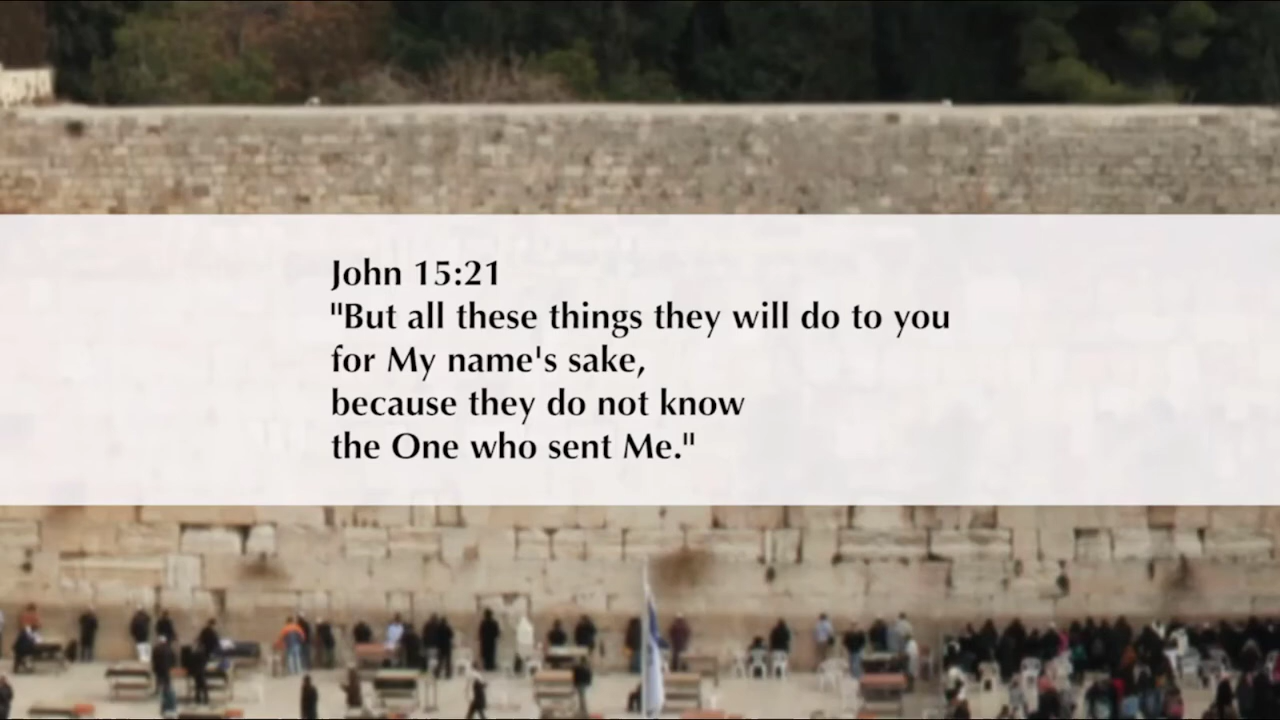 John 15:21
"But all these things they will do to you
for My name's sake,
because they do not know
the One who sent Me."